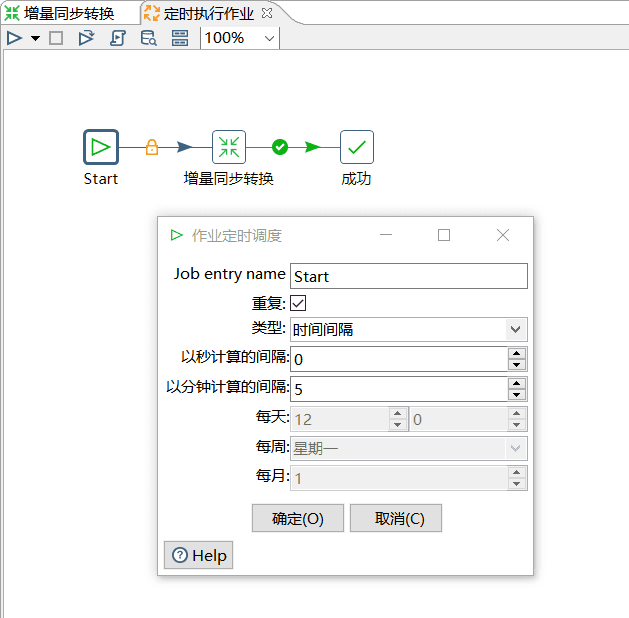 增量同步转换 定时执行作业
100%
Start 增量同步转换 成功
作业定时调度
Job entry name Start
重复:
类型: 时间间隔
以秒计算的间隔: 0
以分钟计算的间隔: 5
每天: 12 0
每周: 星期一
每月: 1
确定(O) 取消(C)
Help